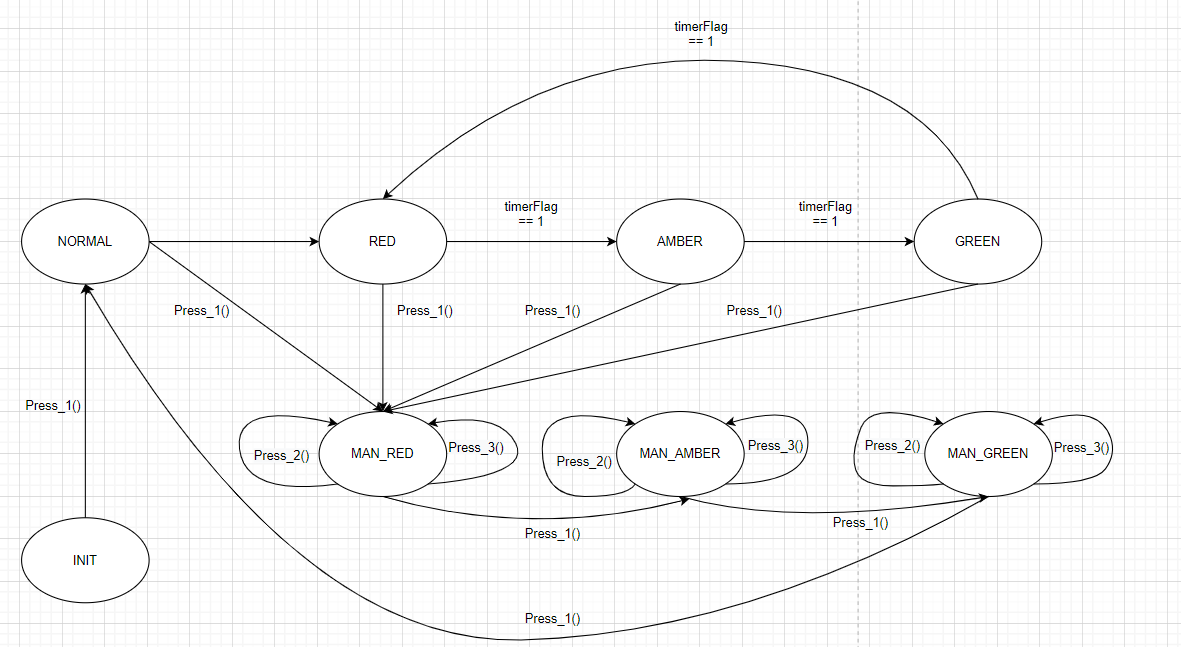 timerFlag
== 1
timerFlag
== 1
timerFlag
== 1
NORMAL
RED
AMBER
GREEN
Press_1()
Press_1()
Press_1()
Press_1()
Press_1()
Press_2()
MAN_RED
Press_3()
Press_2()
MAN_AMBER
Press_3()
Press_2()
MAN_GREEN
Press_3()
Press_1()
Press_1()
INIT
Press_1()